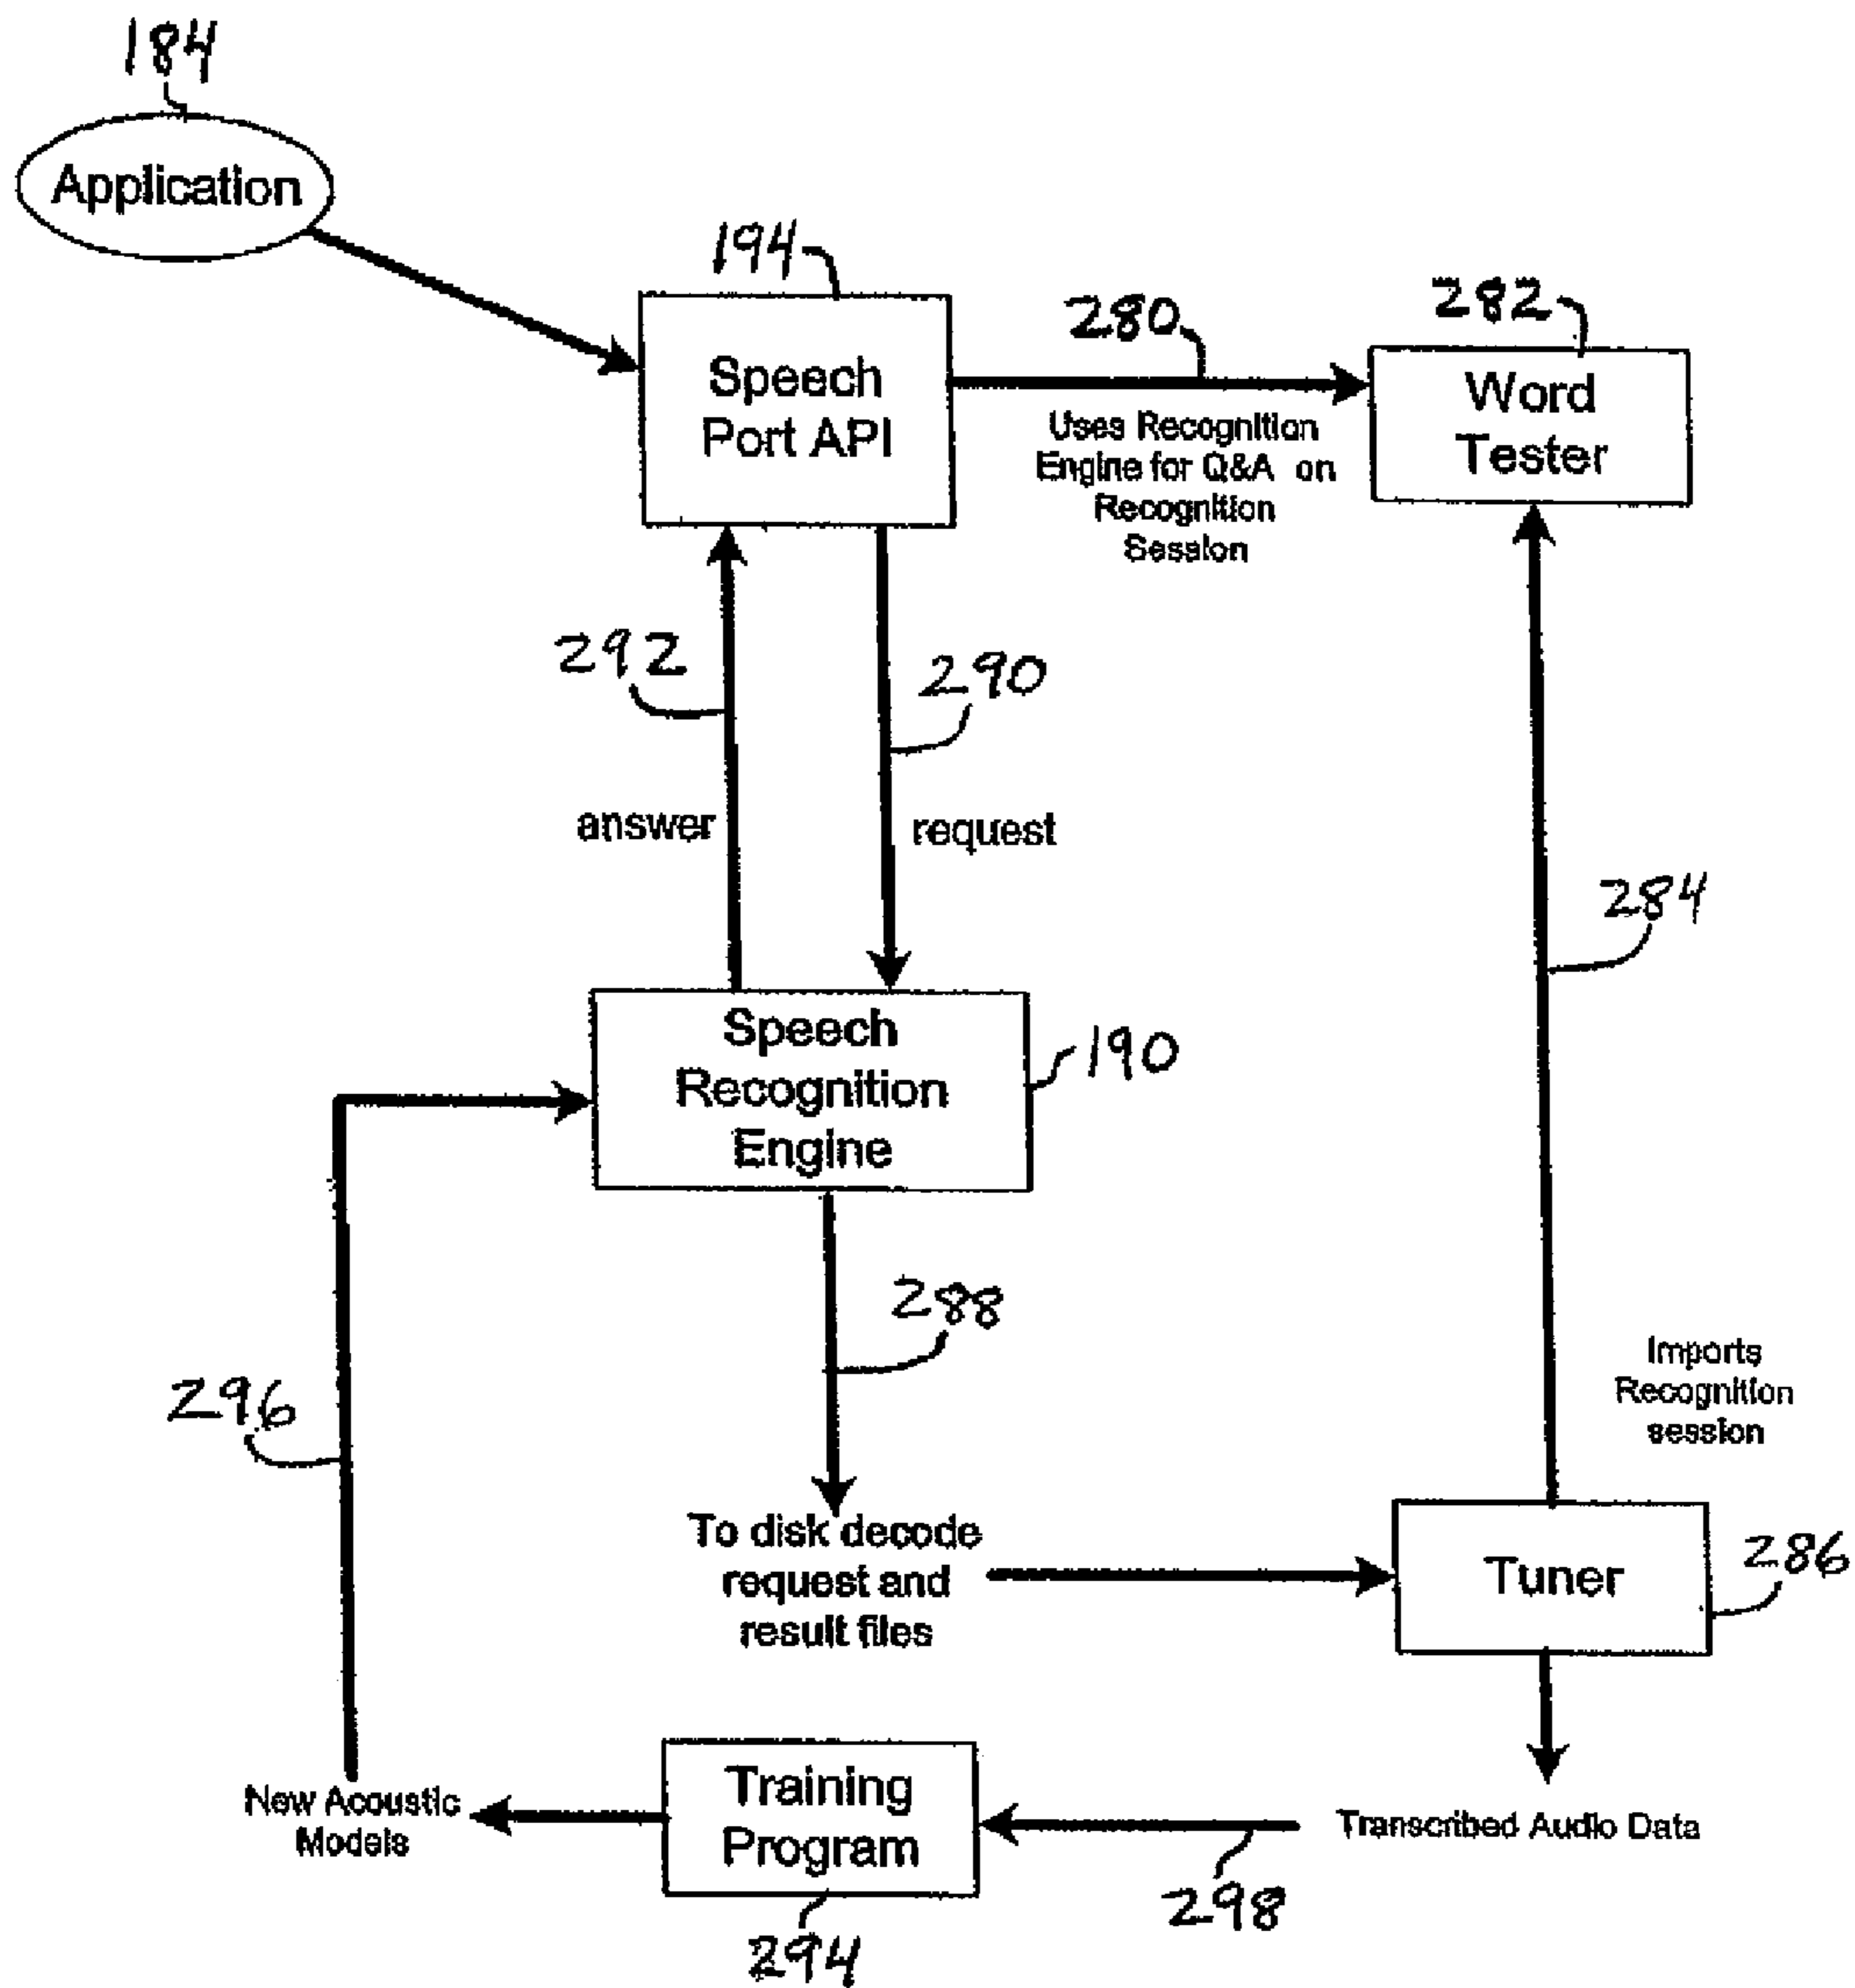 184
Application
194
Speech
Port API
280
Uses Recognition
Engine for Q&A on
Recognition
Session
282
Word
Tester
292
290
answer
request
284
Speech
Recognition
Engine
190
288
296
Imports
Recognition
session
To disk decode
request and
result files
Tuner
286
New Acoustic
Models
Training
Program
Transcribed Audio Data
298
294